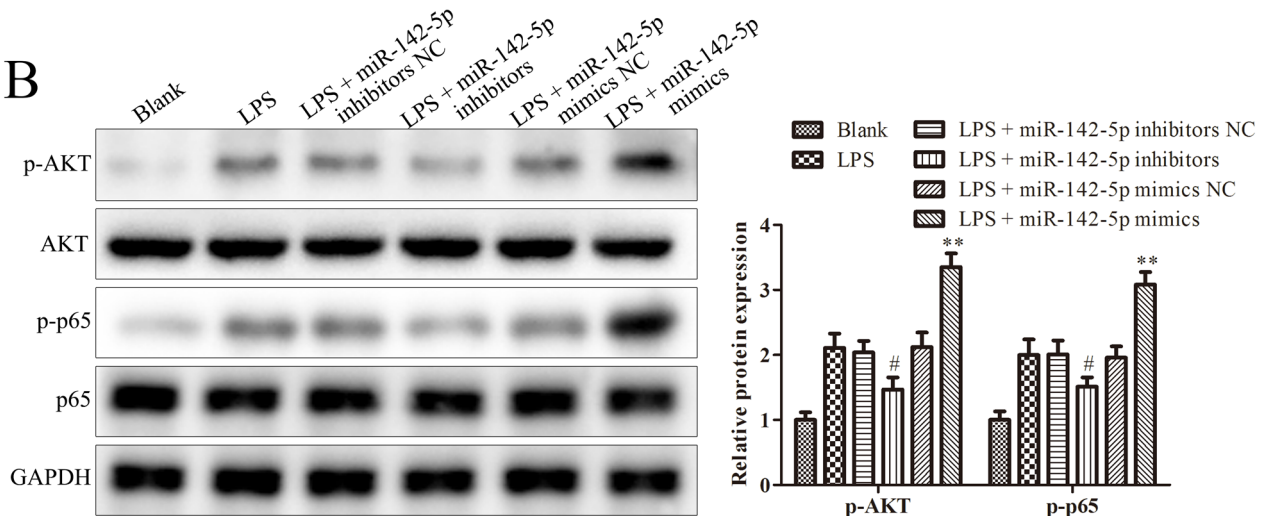 B
Blank
LPS
LPS + miR-142-5p
inhibitors NC
LPS + miR-142-5p
inhibitors
LPS + miR-142-5p
mimics NC
LPS + miR-142-5p
mimics
p-AKT
AKT
p-p65
p65
GAPDH
Blank
LPS
LPS + miR-142-5p inhibitors NC
LPS + miR-142-5p inhibitors
LPS + miR-142-5p mimics NC
LPS + miR-142-5p mimics
Relative protein expression
4
3
2
1
0
#
**
#
**
p-AKT
p-p65